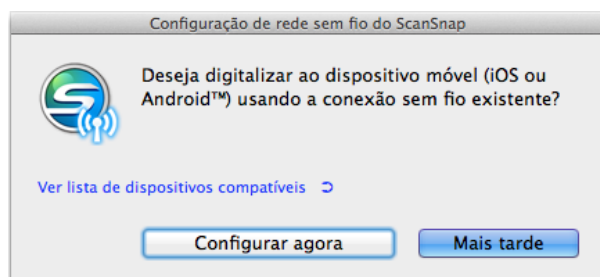 Configuração de rede sem fio do ScanSnap
Deseja digitalizar ao dispositivo móvel (iOS ou
Android™) usando a conexão sem fio existente?
Ver lista de dispositivos compatíveis
Configurar agora
Mais tarde